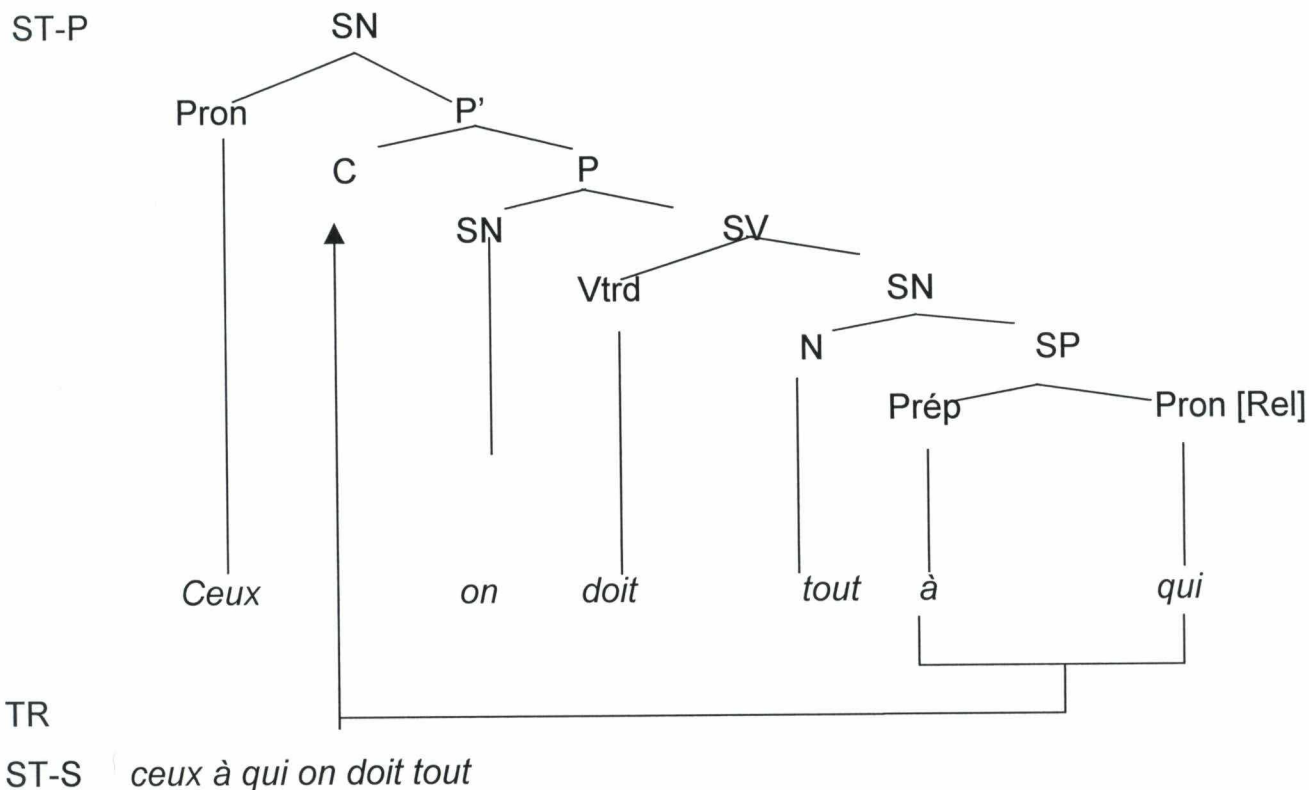 ST-P SN
Pron P'
C P
SN SV
Vtrd SN
N SP
Prép Pron [Rel]
Ceux on doit tout à qui
TR
ST-S ceux à qui on doit tout